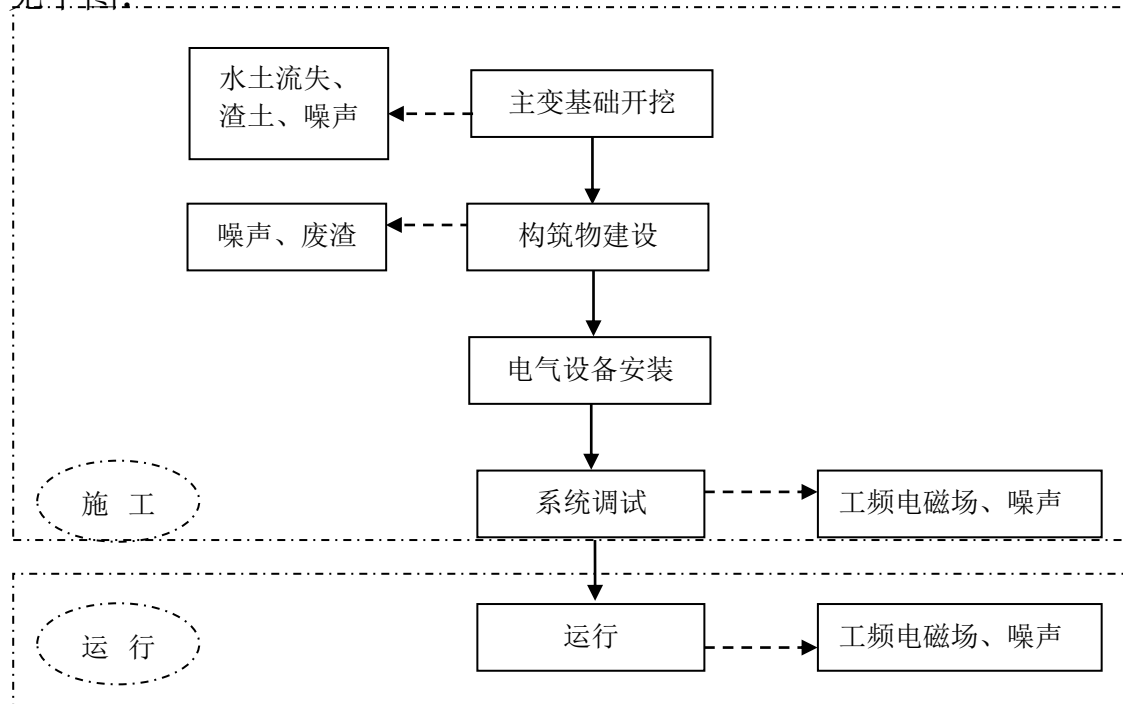 水土流失、
渣土、噪声
主变基础开挖
噪声、废渣
构筑物建设
电气设备安装
施 工
系统调试
工频电磁场、噪声
运 行
运行
工频电磁场、噪声